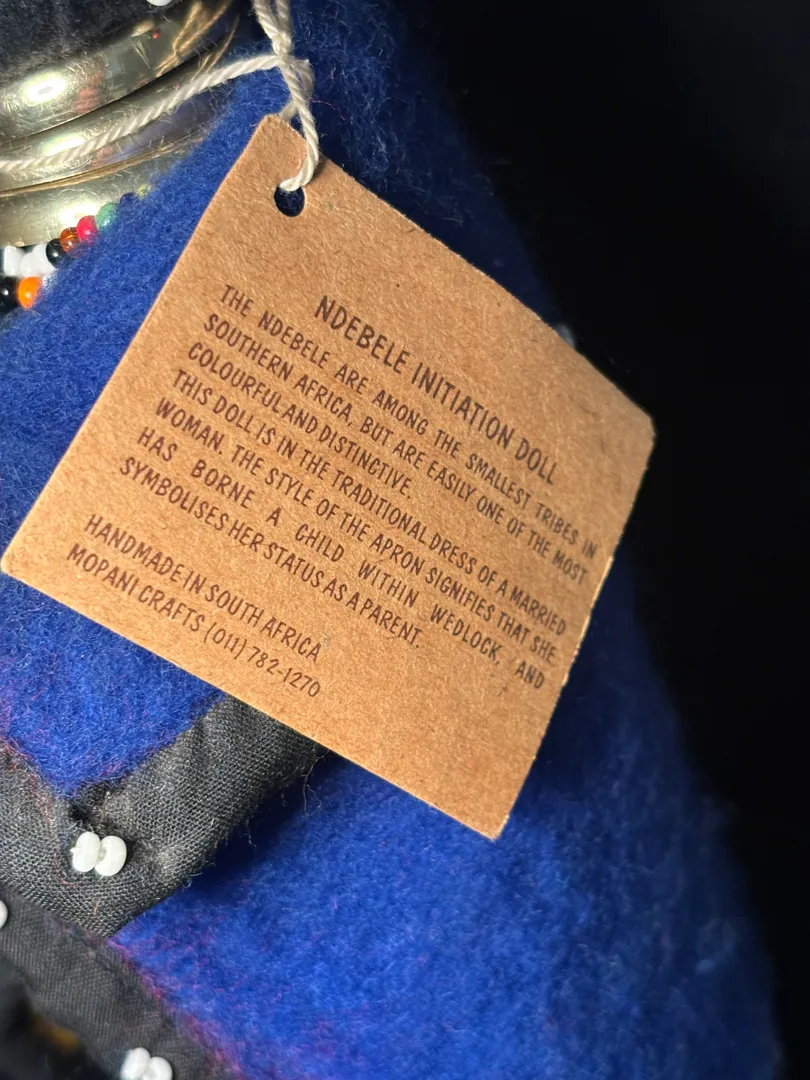 NDEBELE INITIATION DOLL
THE NDEBELE ARE AMONG THE SMALLEST TRIBES IN
SOUTHERN AFRICA, BUT ARE EASILY ONE OF THE MOST
COLOURFUL AND DISTINCTIVE.
THIS DOLL IS IN THE TRADITIONAL DRESS OF A MARRIED
WOMAN. THE STYLE OF THE APRON SIGNIFIES THAT SHE
HAS BORNE A CHILD WITHIN WEDLOCK, AND
SYMBOLISES HER STATUS AS A PARENT.
HANDMADE IN SOUTH AFRICA
MOPANI CRAFTS (011) 782-1270